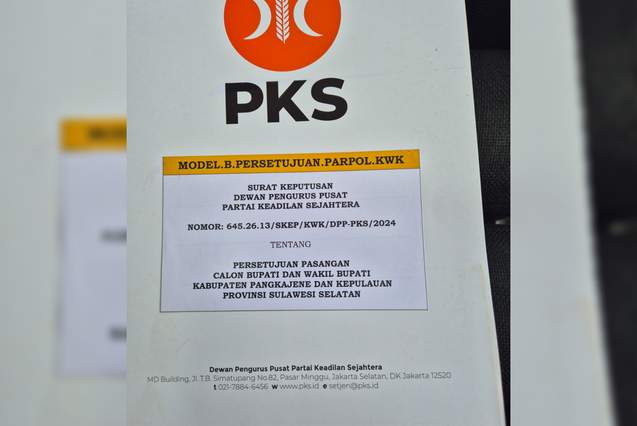 PKS
MODEL.B.PERSETUJUAN.PARPOL.KWK
SURAT KEPUTUSAN
DEWAN PENGURUS PUSAT
PARTAI KEADILAN SEJAHTERA
NOMOR: 645.26.13/SKEP/KWK/DPP-PKS/2024
TENTANG
PERSETUJUAN PASANGAN
CALON BUPATI DAN WAKIL BUPATI
KABUPATEN PANGKAJENE DAN KEPULAUAN
PROVINSI SULAWESI SELATAN
Dewan Pengurus Pusat Partai Keadilan Sejahtera
MD Building, Jl. T.B. Simatupang No.82, Pasar Minggu, Jakarta Selatan, DK Jakarta 12520
t 021-7884-6456 w www.pks.id e setjen@pks.id